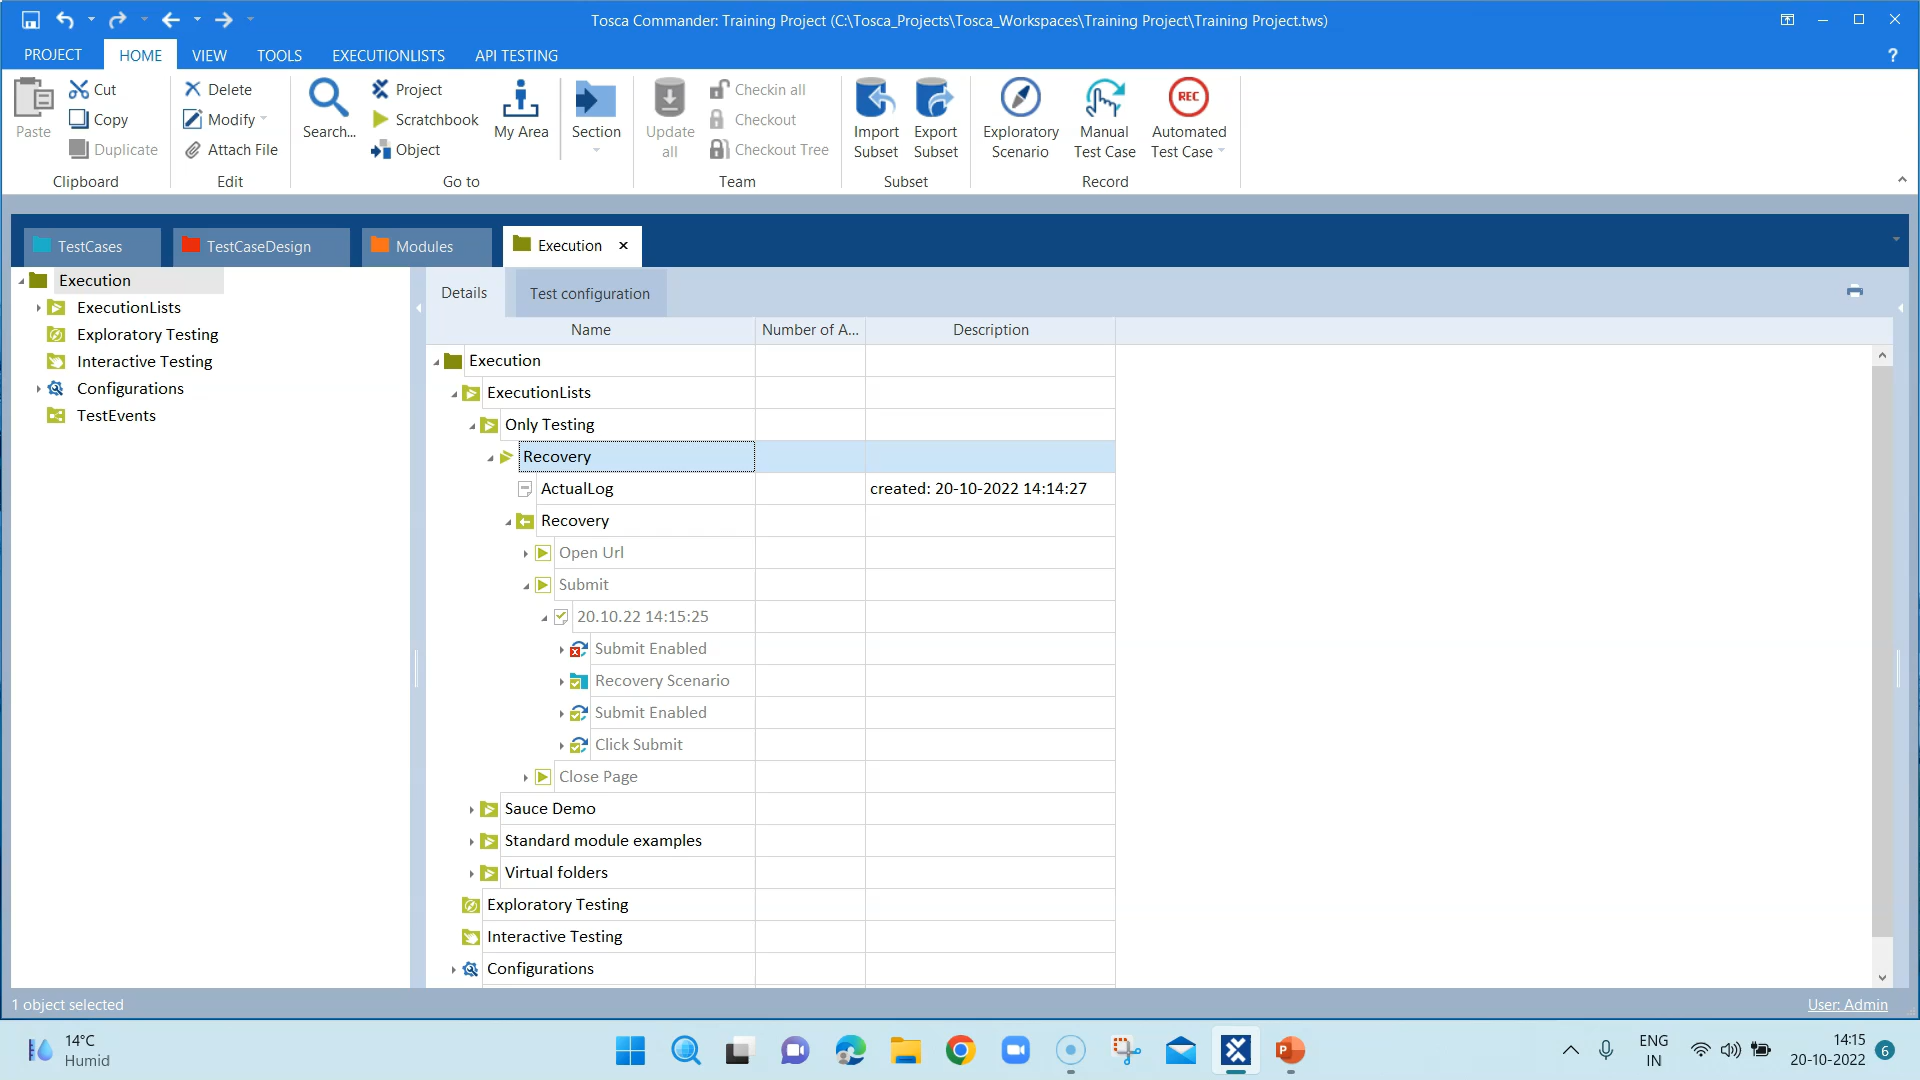 Tosca Commander: Training Project (C:\Tosca_Projects\Tosca_Workspaces\Training Project\Training Project.tws)
PROJECT HOME VIEW TOOLS EXECUTIONLISTS API TESTING ?
Paste
Cut
Copy
Duplicate
Clipboard
Delete
Modify
Attach File
Edit
Search...
Project
Scratchbook
Object
My Area
Go to
Section
Update all
Checkin all
Checkout
Checkout Tree
Team
Import Subset
Export Subset
Subset
Exploratory Scenario
Manual Test Case
REC
Automated Test Case
Record
TestCases TestCaseDesign Modules Execution
Execution
ExecutionLists
Exploratory Testing
Interactive Testing
Configurations
TestEvents
Details Test configuration
Name Number of A... Description
Execution
ExecutionLists
Only Testing
Recovery
ActualLog created: 20-10-2022 14:14:27
Recovery
Open Url
Submit
20.10.22 14:15:25
Submit Enabled
Recovery Scenario
Submit Enabled
Click Submit
Close Page
Sauce Demo
Standard module examples
Virtual folders
Exploratory Testing
Interactive Testing
Configurations
1 object selected User: Admin
14°C
Humid
ENG
IN
14:15
20-10-2022
6